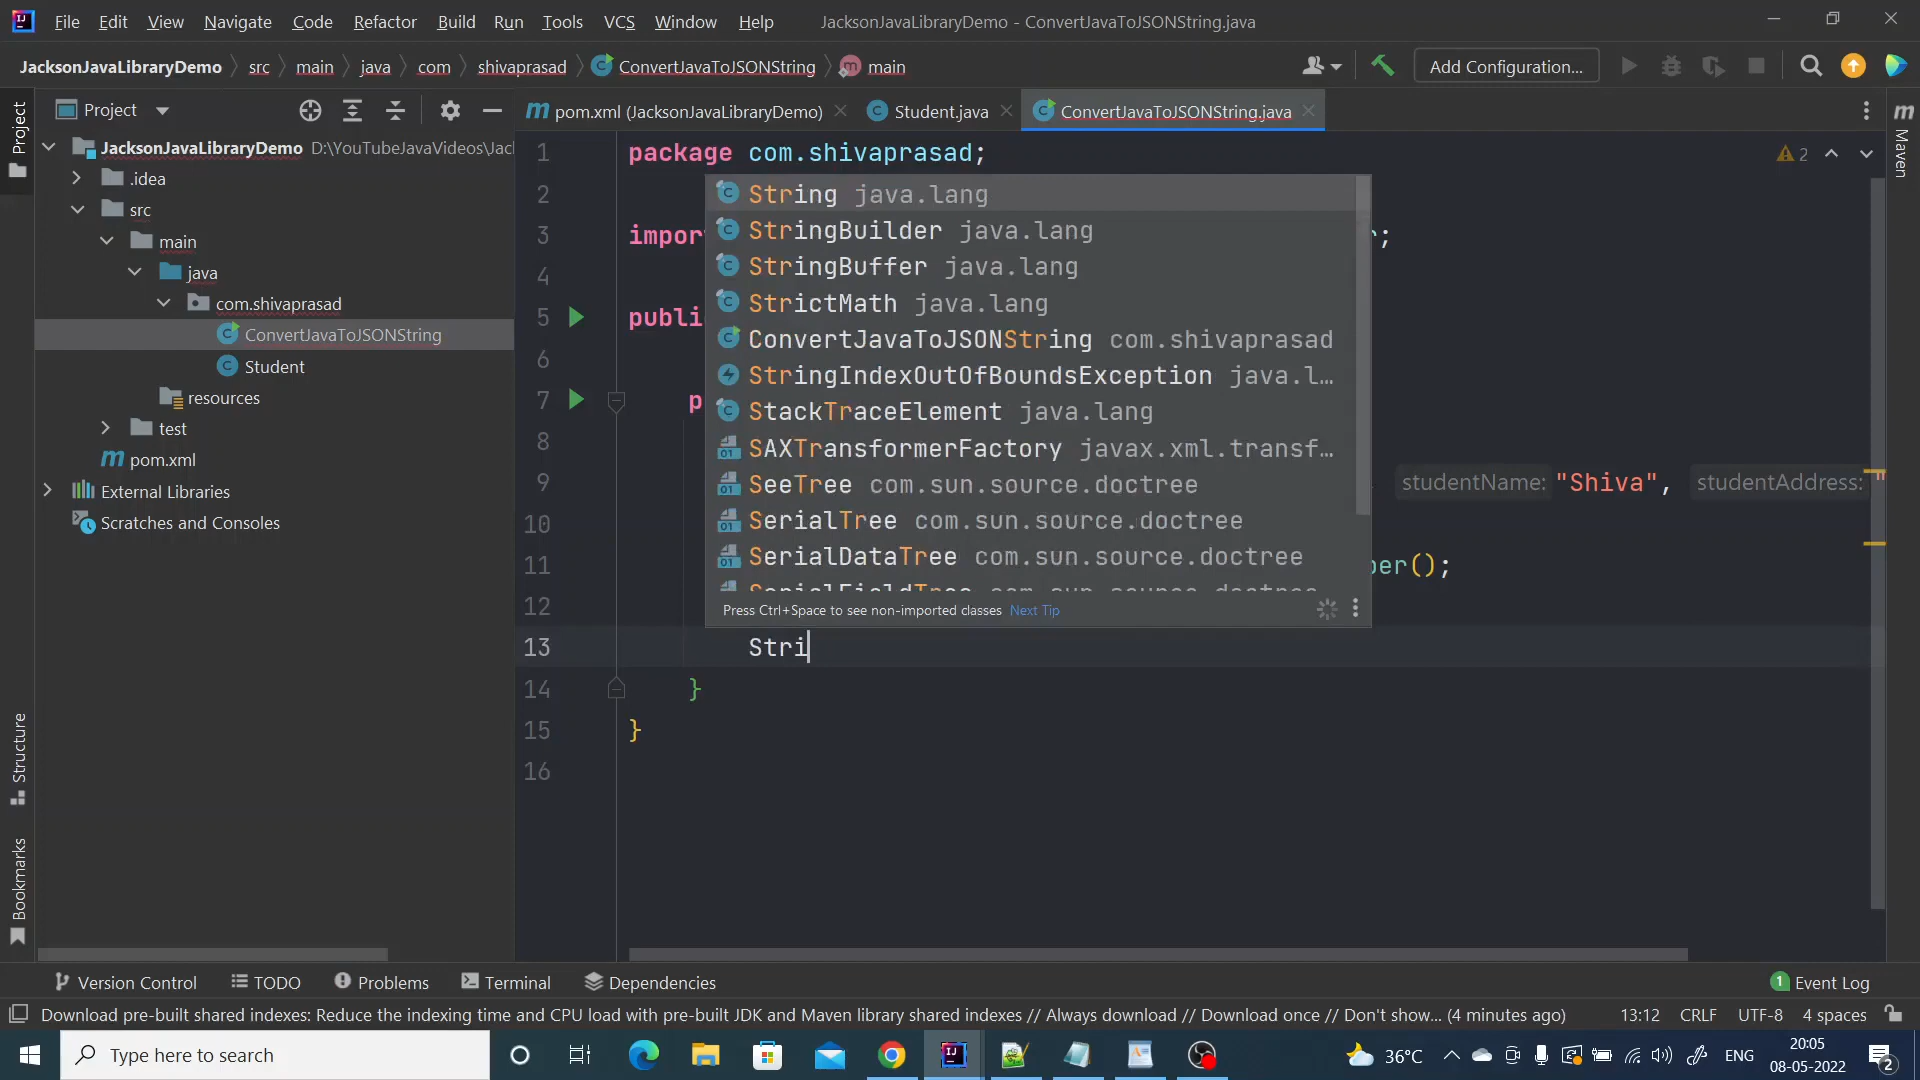 File Edit View Navigate Code Refactor Build Run Tools VCS Window Help JacksonJavaLibraryDemo - ConvertJavaToJSONString.java
JacksonJavaLibraryDemo src main java com shivaprasad ConvertJavaToJSONString main Add Configuration...
Project
pom.xml (JacksonJavaLibraryDemo) Student.java ConvertJavaToJSONString.java
Project
Maven
JacksonJavaLibraryDemo D:\YouTubeJavaVideos\Jac
.idea
src
main
java
com.shivaprasad
ConvertJavaToJSONString
Student
resources
test
pom.xml
External Libraries
Scratches and Consoles
Structure
Bookmarks
1 package com.shivaprasad;
2
3 impor r;
4
5 publi
6
7 p
8
9 studentName: "Shiva", studentAddress: "
10
11 per();
12
13 Stri
14 }
15 }
16
2
String java.lang
StringBuilder java.lang
StringBuffer java.lang
StrictMath java.lang
ConvertJavaToJSONString com.shivaprasad
StringIndexOutOfBoundsException java.l…
StackTraceElement java.lang
SAXTransformerFactory javax.xml.transf…
SeeTree com.sun.source.doctree
SerialTree com.sun.source.doctree
SerialDataTree com.sun.source.doctree
SerialFieldTree com.sun.source.doctree
Press Ctrl+Space to see non-imported classes Next Tip
Version Control TODO Problems Terminal Dependencies 1 Event Log
Download pre-built shared indexes: Reduce the indexing time and CPU load with pre-built JDK and Maven library shared indexes // Always download // Download once // Don't show... (4 minutes ago) 13:12 CRLF UTF-8 4 spaces
Type here to search 36°C ENG 20:05 2
08-05-2022